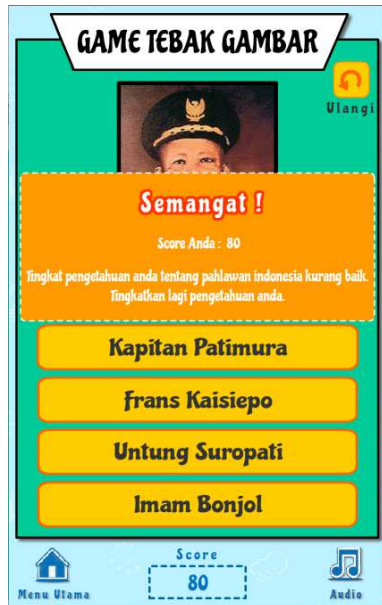 GAME TEBAK GAMBAR
Ulangi
Semangat !
Score Anda : 80
Tingkat pengetahuan anda tentang pahlawan indonesia kurang baik.
Tingkatkan lagi pengetahuan anda.
Kapitan Patimura
Frans Kaisiepo
Untung Suropati
Imam Bonjol
Menu Utama
Score
80
Audio